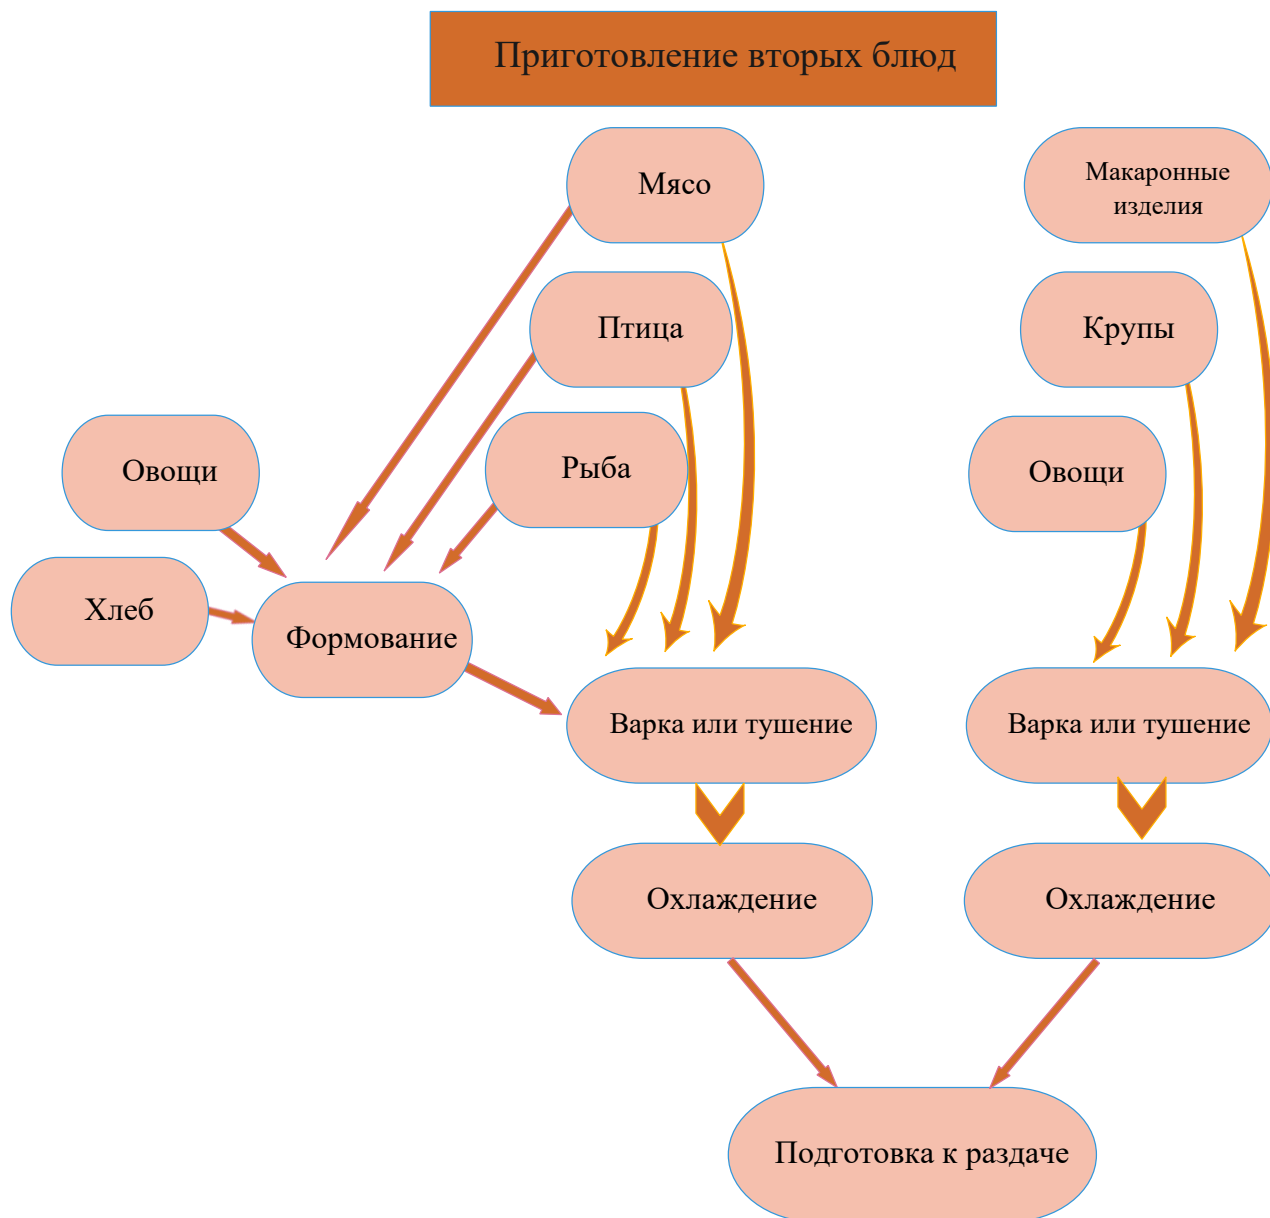 Приготовление вторых блюд
Мясо
Макаронные
изделия
Птица
Крупы
Овощи
Рыба
Овощи
Хлеб
Формование
Варка или тушение
Варка или тушение
Охлаждение
Охлаждение
Подготовка к раздаче